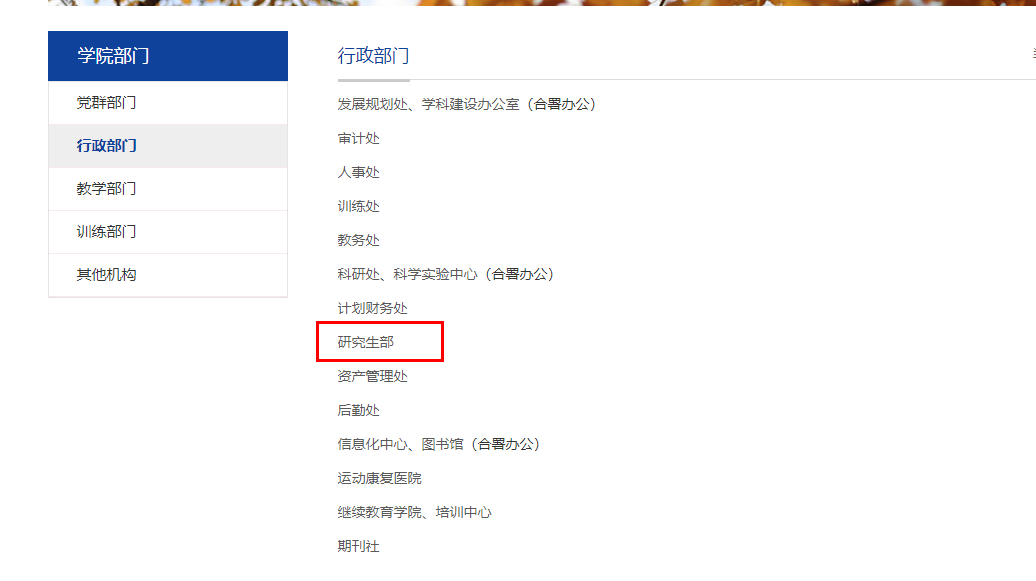 学院部门
党群部门
行政部门
教学部门
训练部门
其他机构
行政部门
发展规划处、学科建设办公室（合署办公）
审计处
人事处
训练处
教务处
科研处、科学实验中心（合署办公）
计划财务处
研究生部
资产管理处
后勤处
信息化中心、图书馆（合署办公）
运动康复医院
继续教育学院、培训中心
期刊社